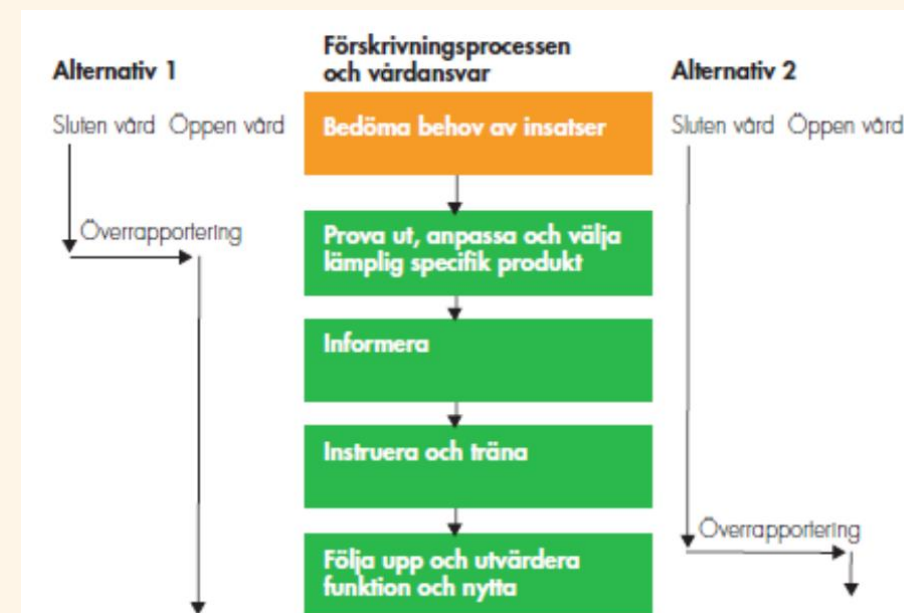 Alternativ 1
Sluten vård Öppen vård
Överrapportering
Förskrivningsprocessen
och vårdansvar
Bedöma behov av insatser
Prova ut, anpassa och välja
lämplig specifik produkt
Informera
Instruera och träna
Följa upp och utvärdera
funktion och nytta
Alternativ 2
Sluten vård Öppen vård
Överrapportering